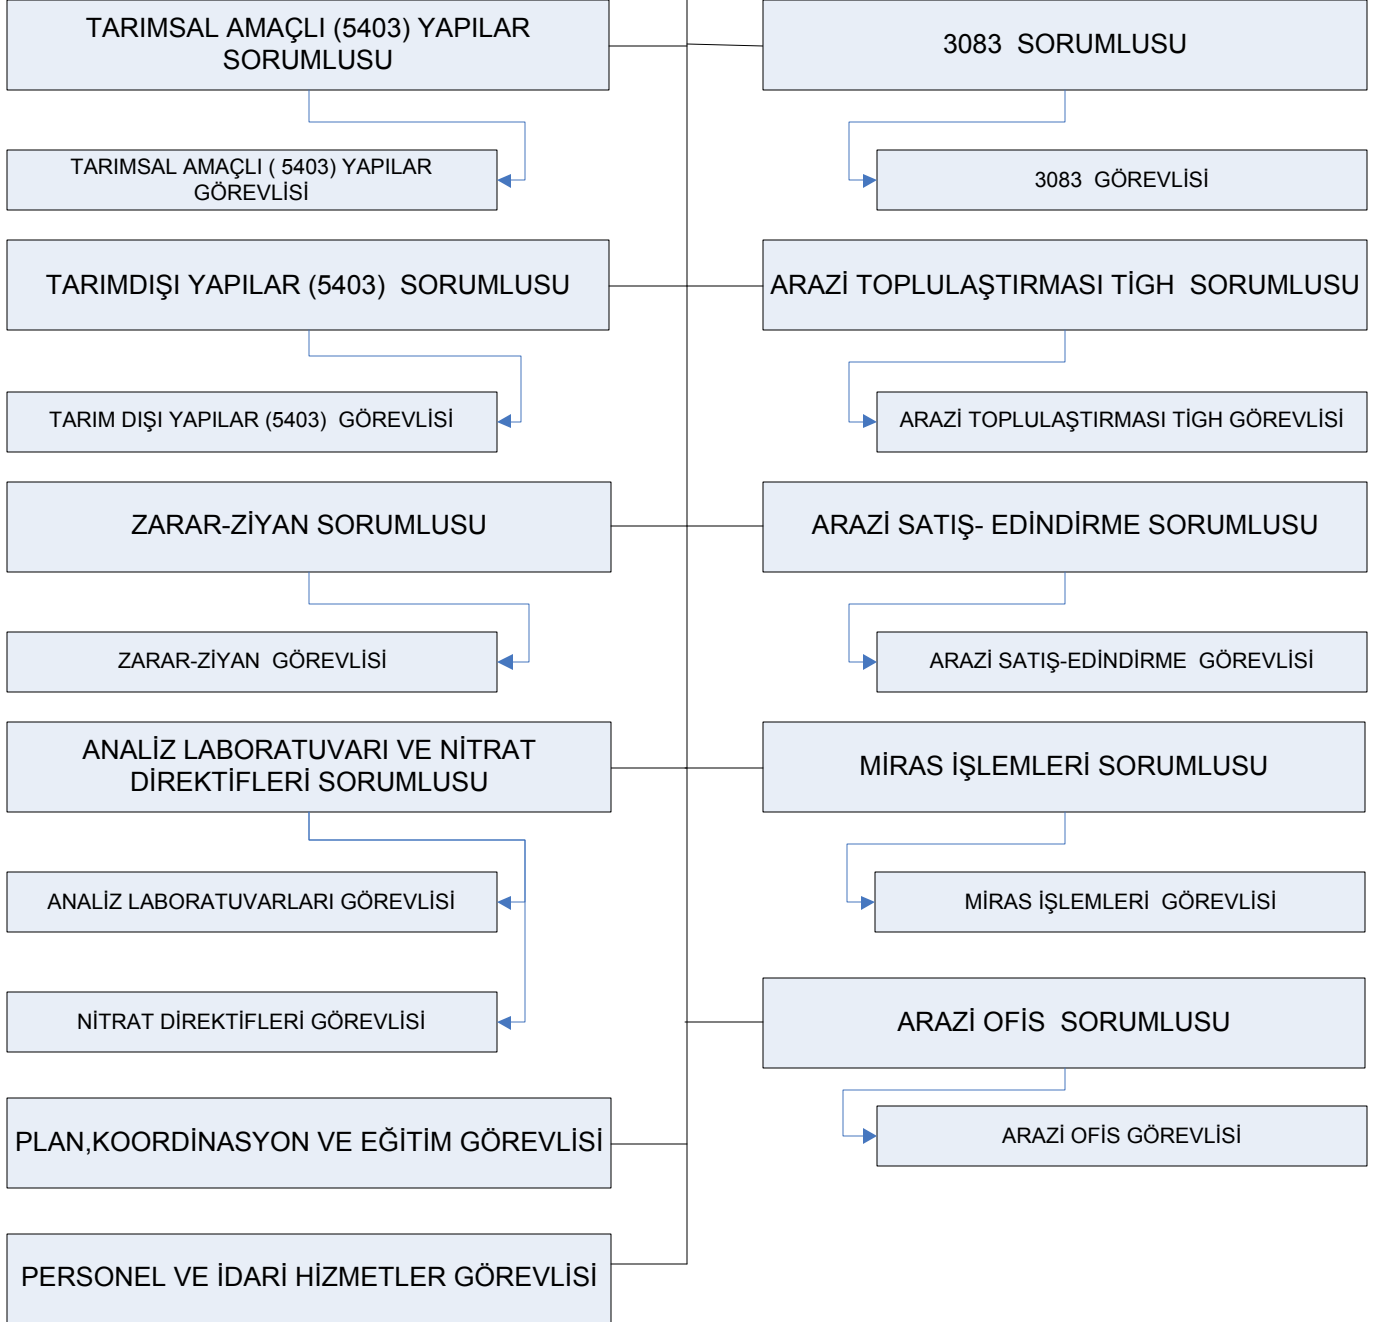 TARIMSAL AMAÇLI (5403) YAPILAR
SORUMLUSU
3083 SORUMLUSU
TARIMSAL AMAÇLI ( 5403) YAPILAR
GÖREVLİSİ
3083 GÖREVLİSİ
TARIMDIŞI YAPILAR (5403) SORUMLUSU
ARAZİ TOPLULAŞTIRMASI TİGH SORUMLUSU
TARIM DIŞI YAPILAR (5403) GÖREVLİSİ
ARAZİ TOPLULAŞTIRMASI TİGH GÖREVLİSİ
ZARAR-ZİYAN SORUMLUSU
ARAZİ SATIŞ- EDİNDİRME SORUMLUSU
ZARAR-ZİYAN GÖREVLİSİ
ARAZİ SATIŞ-EDİNDİRME GÖREVLİSİ
ANALİZ LABORATUVARI VE NİTRAT
DİREKTİFLERİ SORUMLUSU
MİRAS İŞLEMLERİ SORUMLUSU
ANALİZ LABORATUVARLARI GÖREVLİSİ
MİRAS İŞLEMLERİ GÖREVLİSİ
NİTRAT DİREKTİFLERİ GÖREVLİSİ
ARAZİ OFİS SORUMLUSU
PLAN,KOORDİNASYON VE EĞİTİM GÖREVLİSİ
ARAZİ OFİS GÖREVLİSİ
PERSONEL VE İDARİ HİZMETLER GÖREVLİSİ